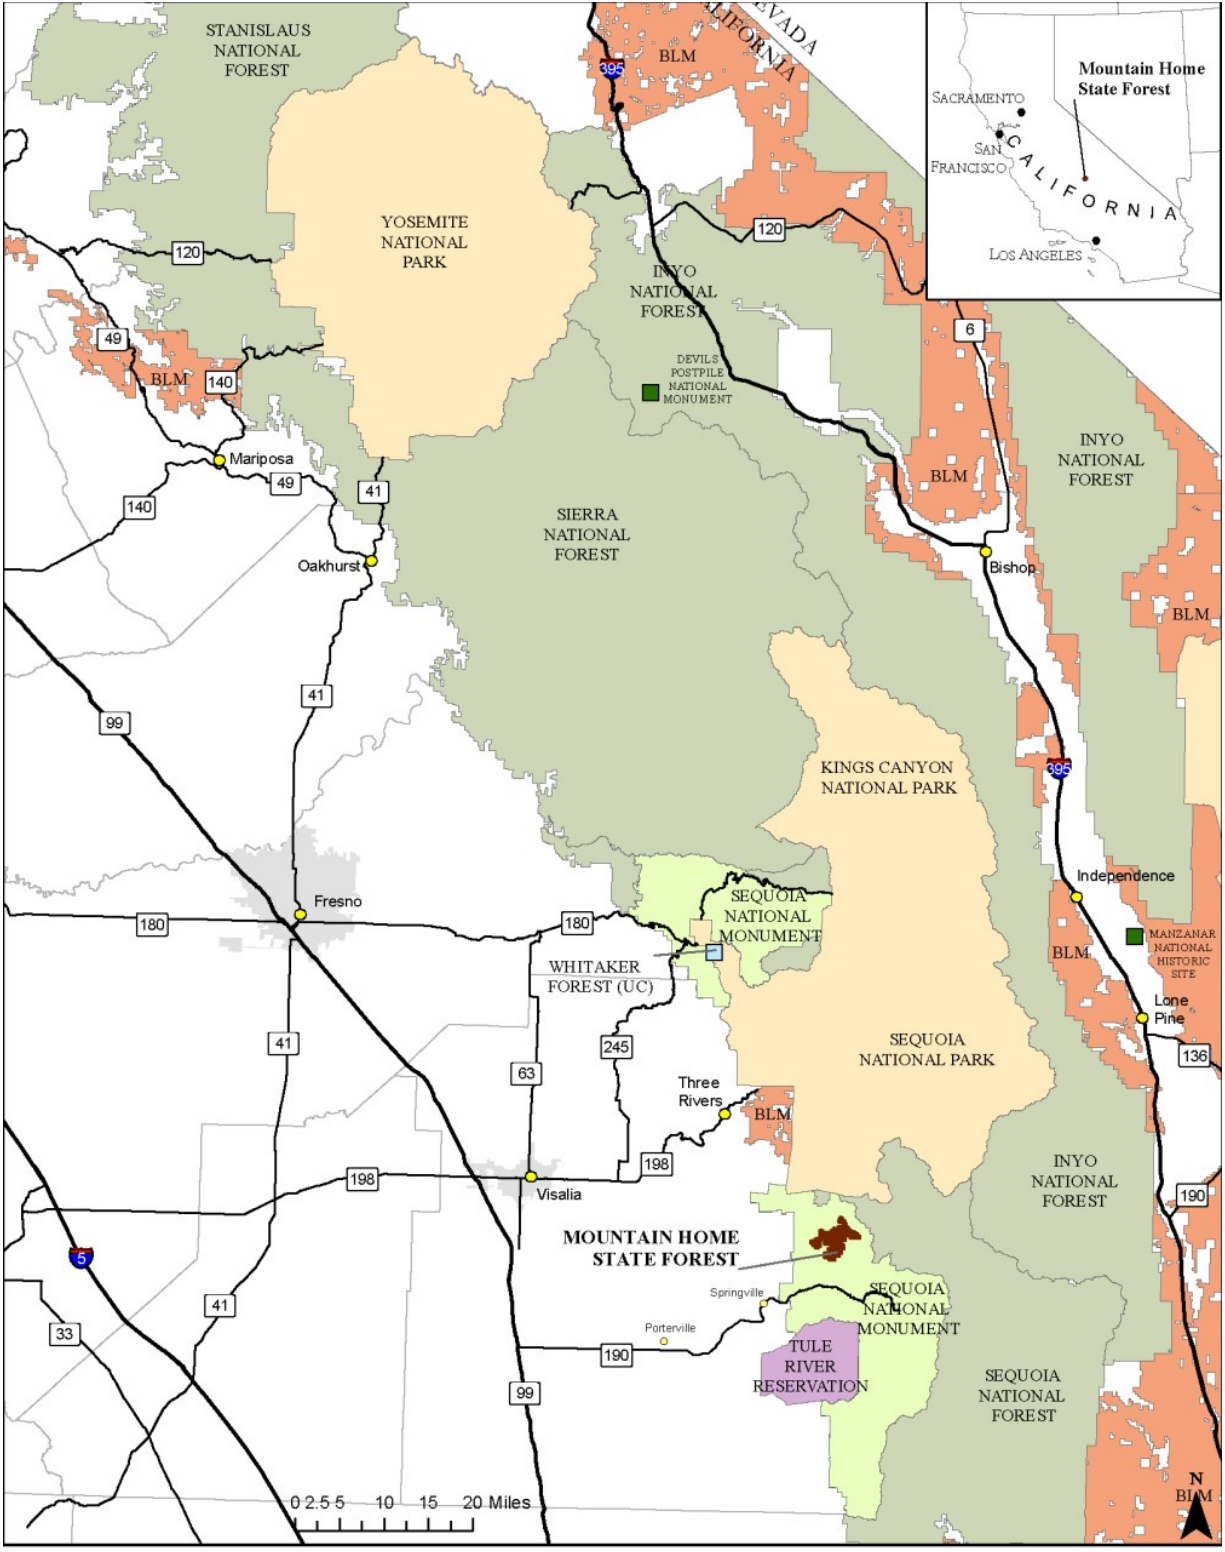 STANISLAUS
NATIONAL
FOREST
395
BLM
NEVADA
CALIFORNIA
Mountain Home
State Forest
SACRAMENTO
SAN
FRANCISCO
CALIFORNIA
LOS ANGELES
YOSEMITE
NATIONAL
PARK
120
120
INYO
NATIONAL
FOREST
6
49
BLM
140
DEVILS
POSTPILE
NATIONAL
MONUMENT
Mariposa
49
41
140
BLM
INYO
NATIONAL
FOREST
SIERRA
NATIONAL
FOREST
Oakhurst
Bishop
BLM
41
99
KINGS CANYON
NATIONAL PARK
395
Independence
Fresno
180
180
SEQUOIA
NATIONAL
MONUMENT
MANZANAR
NATIONAL
HISTORIC
SITE
BLM
WHITAKER
FOREST (UC)
Lone
Pine
41
245
SEQUOIA
NATIONAL PARK
136
63
Three
Rivers
BLM
198
198
Visalia
INYO
NATIONAL
FOREST
190
MOUNTAIN HOME
STATE FOREST
5
Springville
SEQUOIA
NATIONAL
MONUMENT
41
33
Porterville
190
TULE
RIVER
RESERVATION
99
SEQUOIA
NATIONAL
FOREST
N
BLM
0 2.5 5 10 15 20 Miles